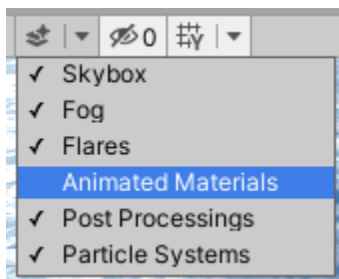 0
✓ Skybox
✓ Fog
✓ Flares
Animated Materials
✓ Post Processings
✓ Particle Systems